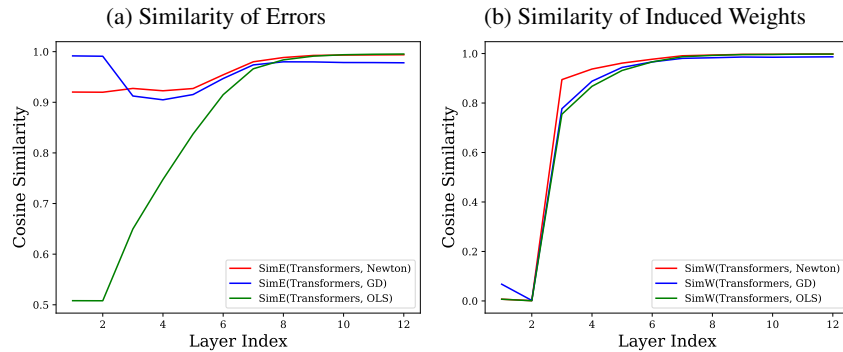 (a) Similarity of Errors
1.0
0.9
0.8
0.7
0.6
0.5
Cosine Similarity
2 4 6 8 10 12
Layer Index
SimE(Transformers, Newton)
SimE(Transformers, GD)
SimE(Transformers, OLS)
(b) Similarity of Induced Weights
1.0
0.8
0.6
0.4
0.2
0.0
Cosine Similarity
2 4 6 8 10 12
Layer Index
SimW(Transformers, Newton)
SimW(Transformers, GD)
SimW(Transformers, OLS)